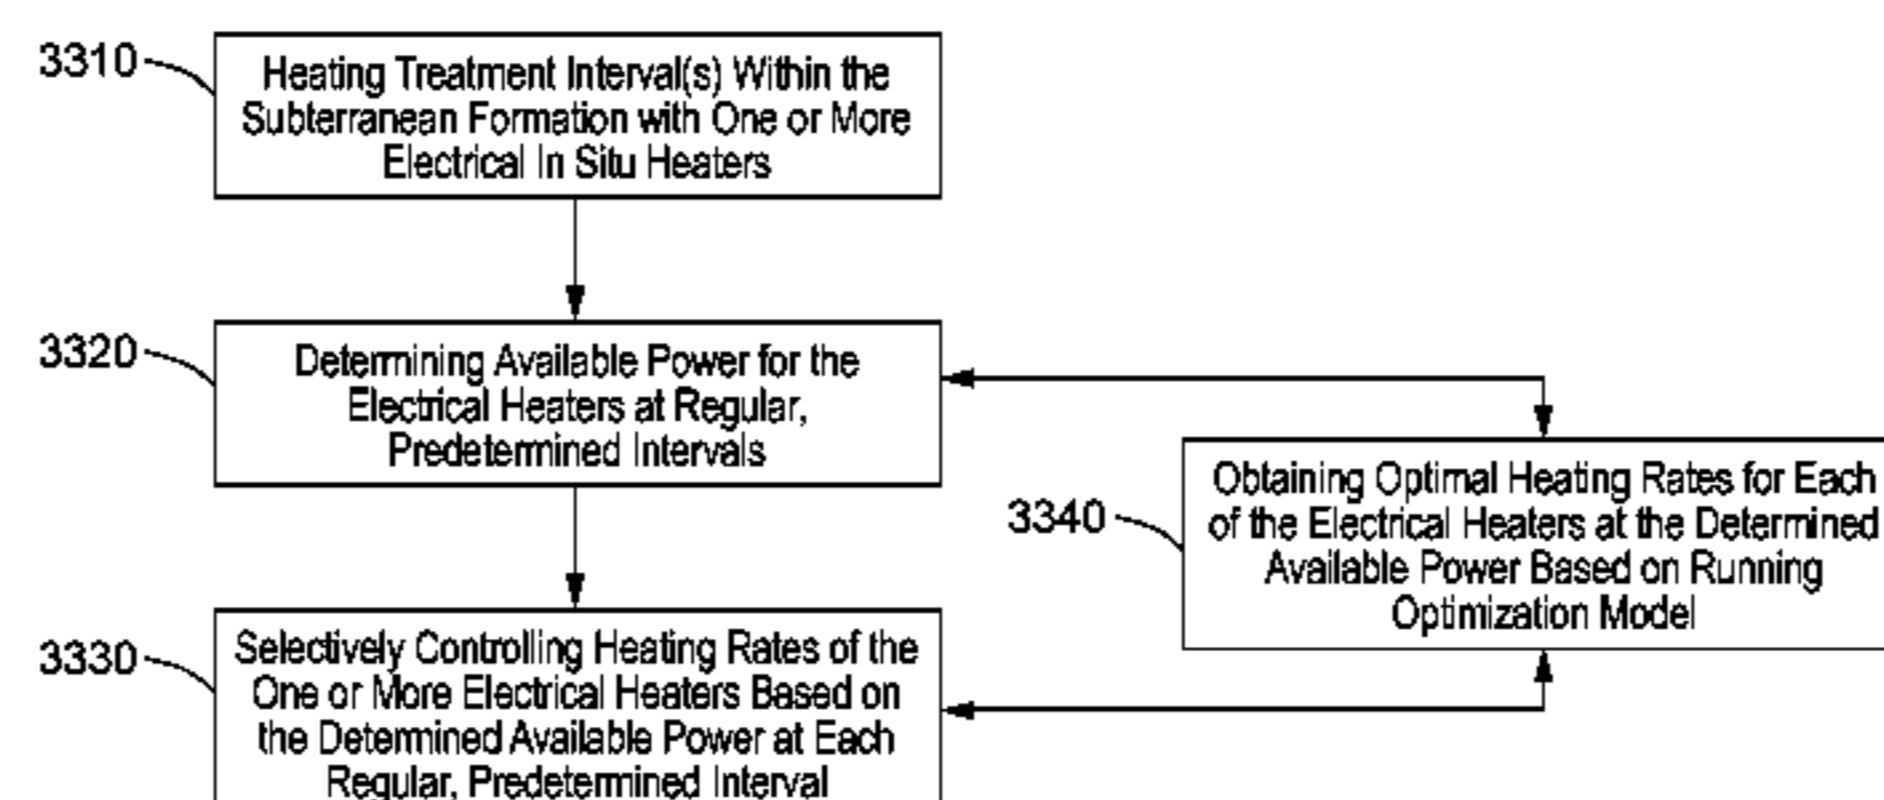 3310
Heating Treatment Interval(s) Within the
Subterranean Formation with One or More
Electrical In Situ Heaters
3320
Determining Available Power for the
Electrical Heaters at Regular,
Predetermined Intervals
3340
Obtaining Optimal Heating Rates for Each
of the Electrical Heaters at the Determined
Available Power Based on Running
Optimization Model
3330
Selectively Controlling Heating Rates of the
One or More Electrical Heaters Based on
the Determined Available Power at Each
Regular, Predetermined Interval